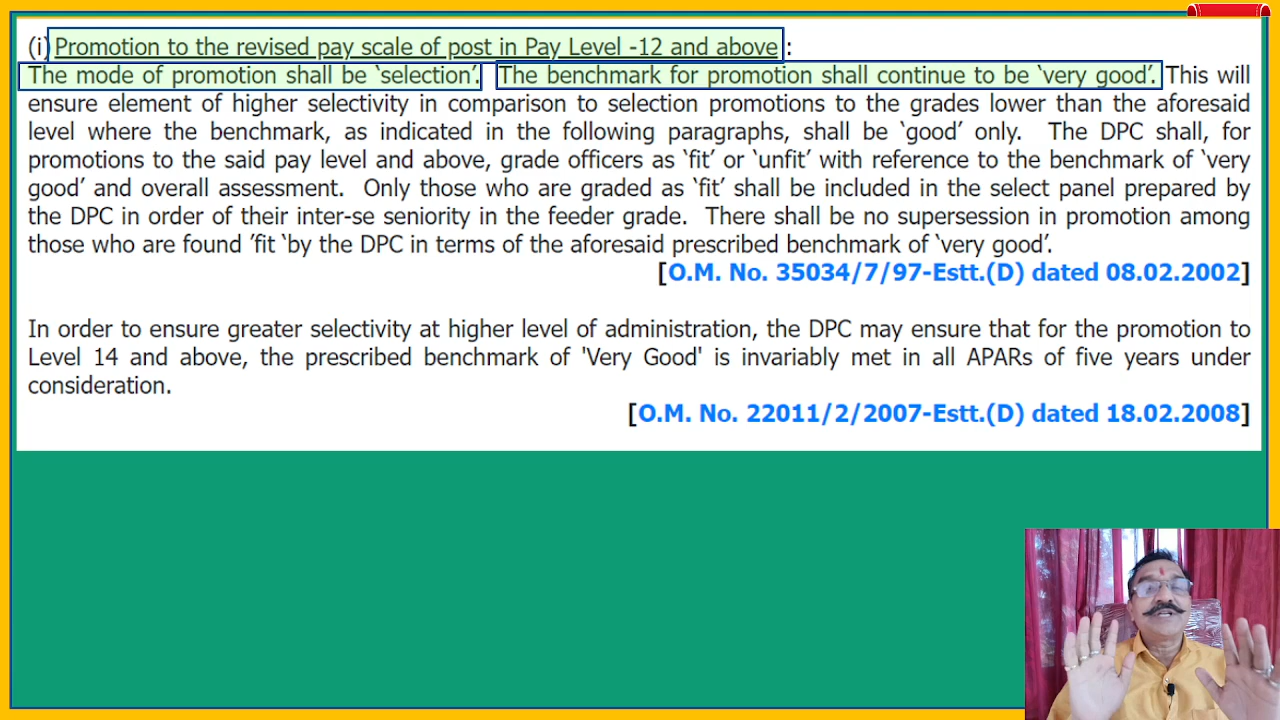 (i) Promotion to the revised pay scale of post in Pay Level -12 and above :
The mode of promotion shall be ‘selection’. The benchmark for promotion shall continue to be ‘very good’. This will
ensure element of higher selectivity in comparison to selection promotions to the grades lower than the aforesaid
level where the benchmark, as indicated in the following paragraphs, shall be ‘good’ only. The DPC shall, for
promotions to the said pay level and above, grade officers as ‘fit’ or ‘unfit’ with reference to the benchmark of ‘very
good’ and overall assessment. Only those who are graded as ‘fit’ shall be included in the select panel prepared by
the DPC in order of their inter-se seniority in the feeder grade. There shall be no supersession in promotion among
those who are found ’fit ‘by the DPC in terms of the aforesaid prescribed benchmark of ‘very good’.
[O.M. No. 35034/7/97-Estt.(D) dated 08.02.2002]
In order to ensure greater selectivity at higher level of administration, the DPC may ensure that for the promotion to
Level 14 and above, the prescribed benchmark of 'Very Good' is invariably met in all APARs of five years under
consideration.
[O.M. No. 22011/2/2007-Estt.(D) dated 18.02.2008]